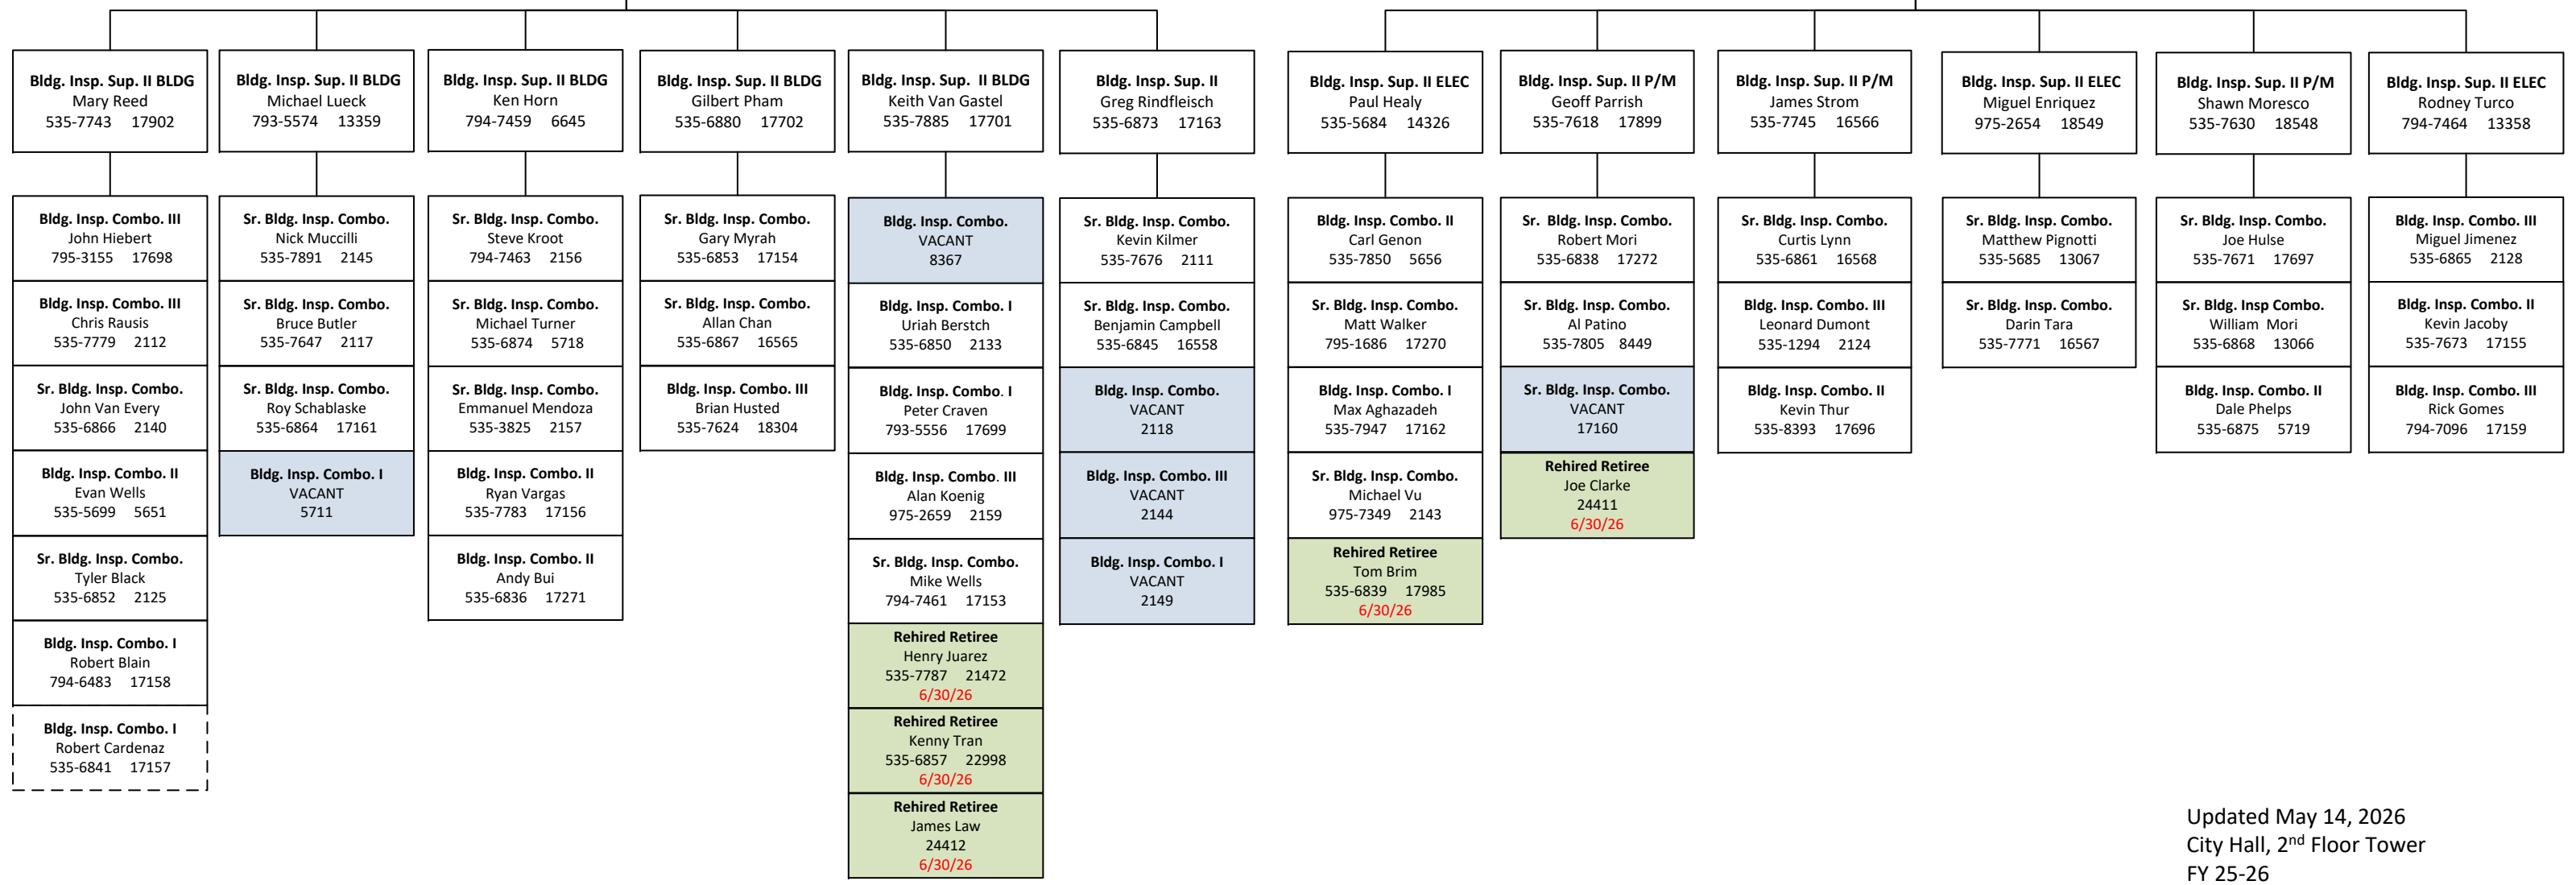 Bldg. Insp. Sup. II BLDG
Mary Reed
535-7743 17902
Bldg. Insp. Sup. II BLDG
Michael Lueck
793-5574 13359
Bldg. Insp. Sup. II BLDG
Ken Horn
794-7459 6645
Bldg. Insp. Sup. II BLDG
Gilbert Pham
535-6880 17702
Bldg. Insp. Sup. II BLDG
Keith Van Gastel
535-7885 17701
Bldg. Insp. Sup. II
Greg Rindfleisch
535-6873 17163
Bldg. Insp. Sup. II ELEC
Paul Healy
535-5684 14326
Bldg. Insp. Sup. II P/M
Geoff Parrish
535-7618 17899
Bldg. Insp. Sup. II P/M
James Strom
535-7745 16566
Bldg. Insp. Sup. II ELEC
Miguel Enriquez
975-2654 18549
Bldg. Insp. Sup. II P/M
Shawn Moresco
535-7630 18548
Bldg. Insp. Sup. II ELEC
Rodney Turco
794-7464 13358
Bldg. Insp. Combo. III
John Hiebert
795-3155 17698
Bldg. Insp. Combo. III
Chris Rausis
535-7779 2112
Sr. Bldg. Insp. Combo.
John Van Every
535-6866 2140
Bldg. Insp. Combo. II
Evan Wells
535-5699 5651
Sr. Bldg. Insp. Combo.
Tyler Black
535-6852 2125
Bldg. Insp. Combo. I
Robert Blain
794-6483 17158
Bldg. Insp. Combo. I
Robert Cardenaz
535-6841 17157
Sr. Bldg. Insp. Combo.
Nick Muccilli
535-7891 2145
Sr. Bldg. Insp. Combo.
Bruce Butler
535-7647 2117
Sr. Bldg. Insp. Combo.
Roy Schablaske
535-6864 17161
Bldg. Insp. Combo. I
VACANT
5711
Sr. Bldg. Insp. Combo.
Steve Kroot
794-7463 2156
Sr. Bldg. Insp. Combo.
Michael Turner
535-6874 5718
Sr. Bldg. Insp. Combo.
Emmanuel Mendoza
535-3825 2157
Bldg. Insp. Combo. II
Ryan Vargas
535-7783 17156
Bldg. Insp. Combo. II
Andy Bui
535-6836 17271
Sr. Bldg. Insp. Combo.
Gary Myrah
535-6853 17154
Sr. Bldg. Insp. Combo.
Allan Chan
535-6867 16565
Bldg. Insp. Combo. III
Brian Husted
535-7624 18304
Bldg. Insp. Combo.
VACANT
8367
Bldg. Insp. Combo. I
Uriah Berstch
535-6850 2133
Bldg. Insp. Combo. I
Peter Craven
793-5556 17699
Bldg. Insp. Combo. III
Alan Koenig
975-2659 2159
Sr. Bldg. Insp. Combo.
Mike Wells
794-7461 17153
Rehired Retiree
Henry Juarez
535-7787 21472
6/30/26
Rehired Retiree
Kenny Tran
535-6857 22998
6/30/26
Rehired Retiree
James Law
24412
6/30/26
Sr. Bldg. Insp. Combo.
Kevin Kilmer
535-7676 2111
Sr. Bldg. Insp. Combo.
Benjamin Campbell
535-6845 16558
Bldg. Insp. Combo.
VACANT
2118
Bldg. Insp. Combo. III
VACANT
2144
Bldg. Insp. Combo. I
VACANT
2149
Bldg. Insp. Combo. II
Carl Genon
535-7850 5656
Sr. Bldg. Insp. Combo.
Matt Walker
795-1686 17270
Bldg. Insp. Combo. I
Max Aghazadeh
535-7947 17162
Sr. Bldg. Insp. Combo.
Michael Vu
975-7349 2143
Rehired Retiree
Tom Brim
535-6839 17985
6/30/26
Sr. Bldg. Insp. Combo.
Robert Mori
535-6838 17272
Sr. Bldg. Insp. Combo.
Al Patino
535-7805 8449
Sr. Bldg. Insp. Combo.
VACANT
17160
Rehired Retiree
Joe Clarke
24411
6/30/26
Sr. Bldg. Insp. Combo.
Curtis Lynn
535-6861 16568
Bldg. Insp. Combo. III
Leonard Dumont
535-1294 2124
Bldg. Insp. Combo. II
Kevin Thur
535-8393 17696
Sr. Bldg. Insp. Combo.
Matthew Pignotti
535-5685 13067
Sr. Bldg. Insp. Combo.
Darin Tara
535-7771 16567
Sr. Bldg. Insp. Combo.
Joe Hulse
535-7671 17697
Sr. Bldg. Insp Combo.
William Mori
535-6868 13066
Bldg. Insp. Combo. II
Dale Phelps
535-6875 5719
Bldg. Insp. Combo. III
Miguel Jimenez
535-6865 2128
Bldg. Insp. Combo. II
Kevin Jacoby
535-7673 17155
Bldg. Insp. Combo. III
Rick Gomes
794-7096 17159
Updated May 14, 2026
City Hall, 2nd Floor Tower
FY 25-26